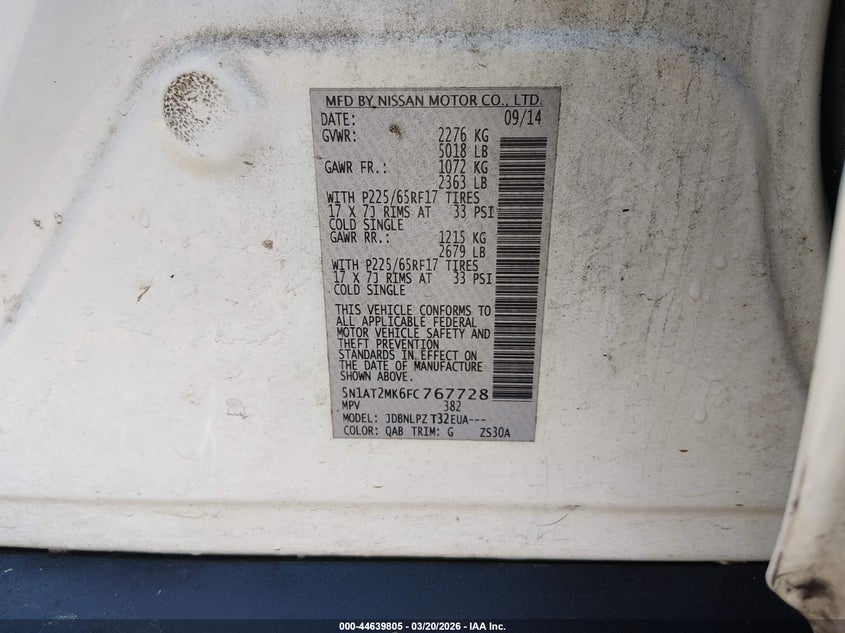 MFD BY NISSAN MOTOR CO., LTD.
DATE: 09/14
GVWR: 2276 KG
5018 LB
GAWR FR.: 1072 KG
2363 LB
WITH P225/65RF17 TIRES
17 X 7J RIMS AT 33 PSI
COLD SINGLE
GAWR RR.: 1215 KG
2679 LB
WITH P225/65RF17 TIRES
17 X 7J RIMS AT 33 PSI
COLD SINGLE
THIS VEHICLE CONFORMS TO
ALL APPLICABLE FEDERAL
MOTOR VEHICLE SAFETY AND
THEFT PREVENTION
STANDARDS IN EFFECT ON
THE DATE OF MANUFACTURE
SHOWN ABOVE.
5N1AT2MK6FC767728
MPV 382
MODEL: JDBNLPZ T32EUA---
COLOR: QAB TRIM: G ZS30A
000-44639805 — 03/20/2026 — IAA Inc.